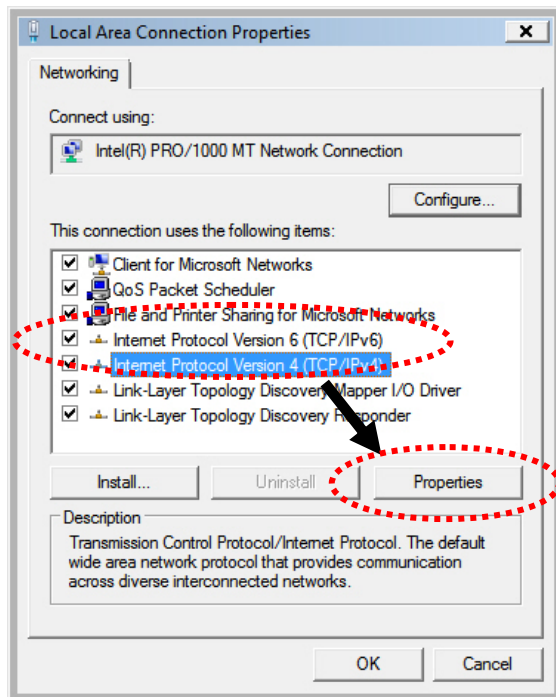 Local Area Connection Properties
Networking
Connect using:
Intel(R) PRO/1000 MT Network Connection
Configure...
This connection uses the following items:
Client for Microsoft Networks
QoS Packet Scheduler
File and Printer Sharing for Microsoft Networks
Internet Protocol Version 6 (TCP/IPv6)
Internet Protocol Version 4 (TCP/IPv4)
Link-Layer Topology Discovery Mapper I/O Driver
Link-Layer Topology Discovery Responder
Install... Uninstall Properties
Description
Transmission Control Protocol/Internet Protocol. The default
wide area network protocol that provides communication
across diverse interconnected networks.
OK Cancel